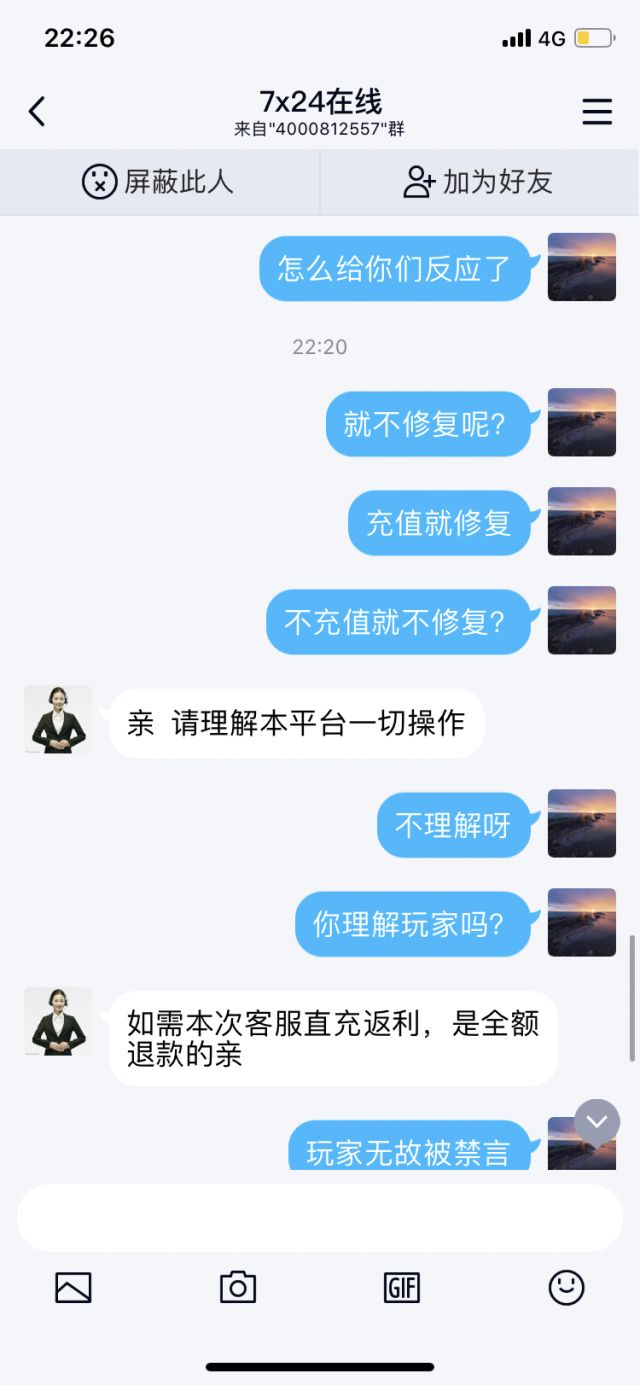 22:26
4G
7x24在线
来自"4000812557"群
屏蔽此人
加为好友
怎么给你们反应了
22:20
就不修复呢?
充值就修复
不充值就不修复?
亲 请理解本平台一切操作
不理解呀
你理解玩家吗?
如需本次客服直充返利，是全额
退款的亲
玩家无故被禁言
GIF